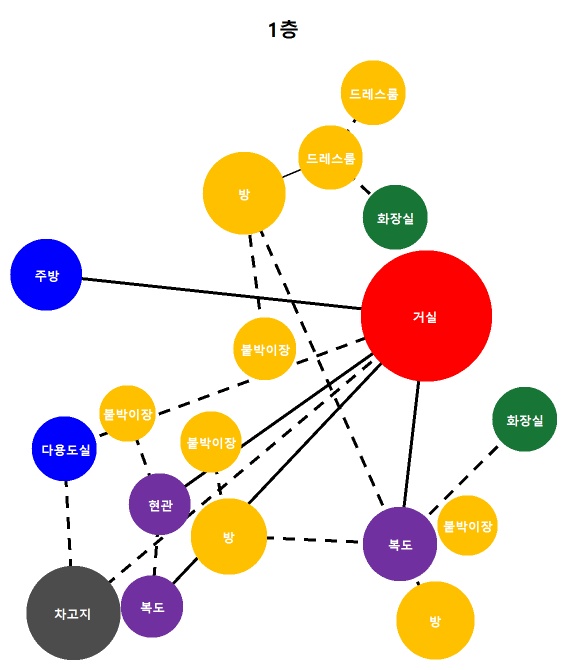 1층
드레스룸
드레스룸
방
화장실
주방
거실
붙박이장
붙박이장
화장실
붙박이장
다용도실
현관
붙박이장
방
복도
복도
차고지
방